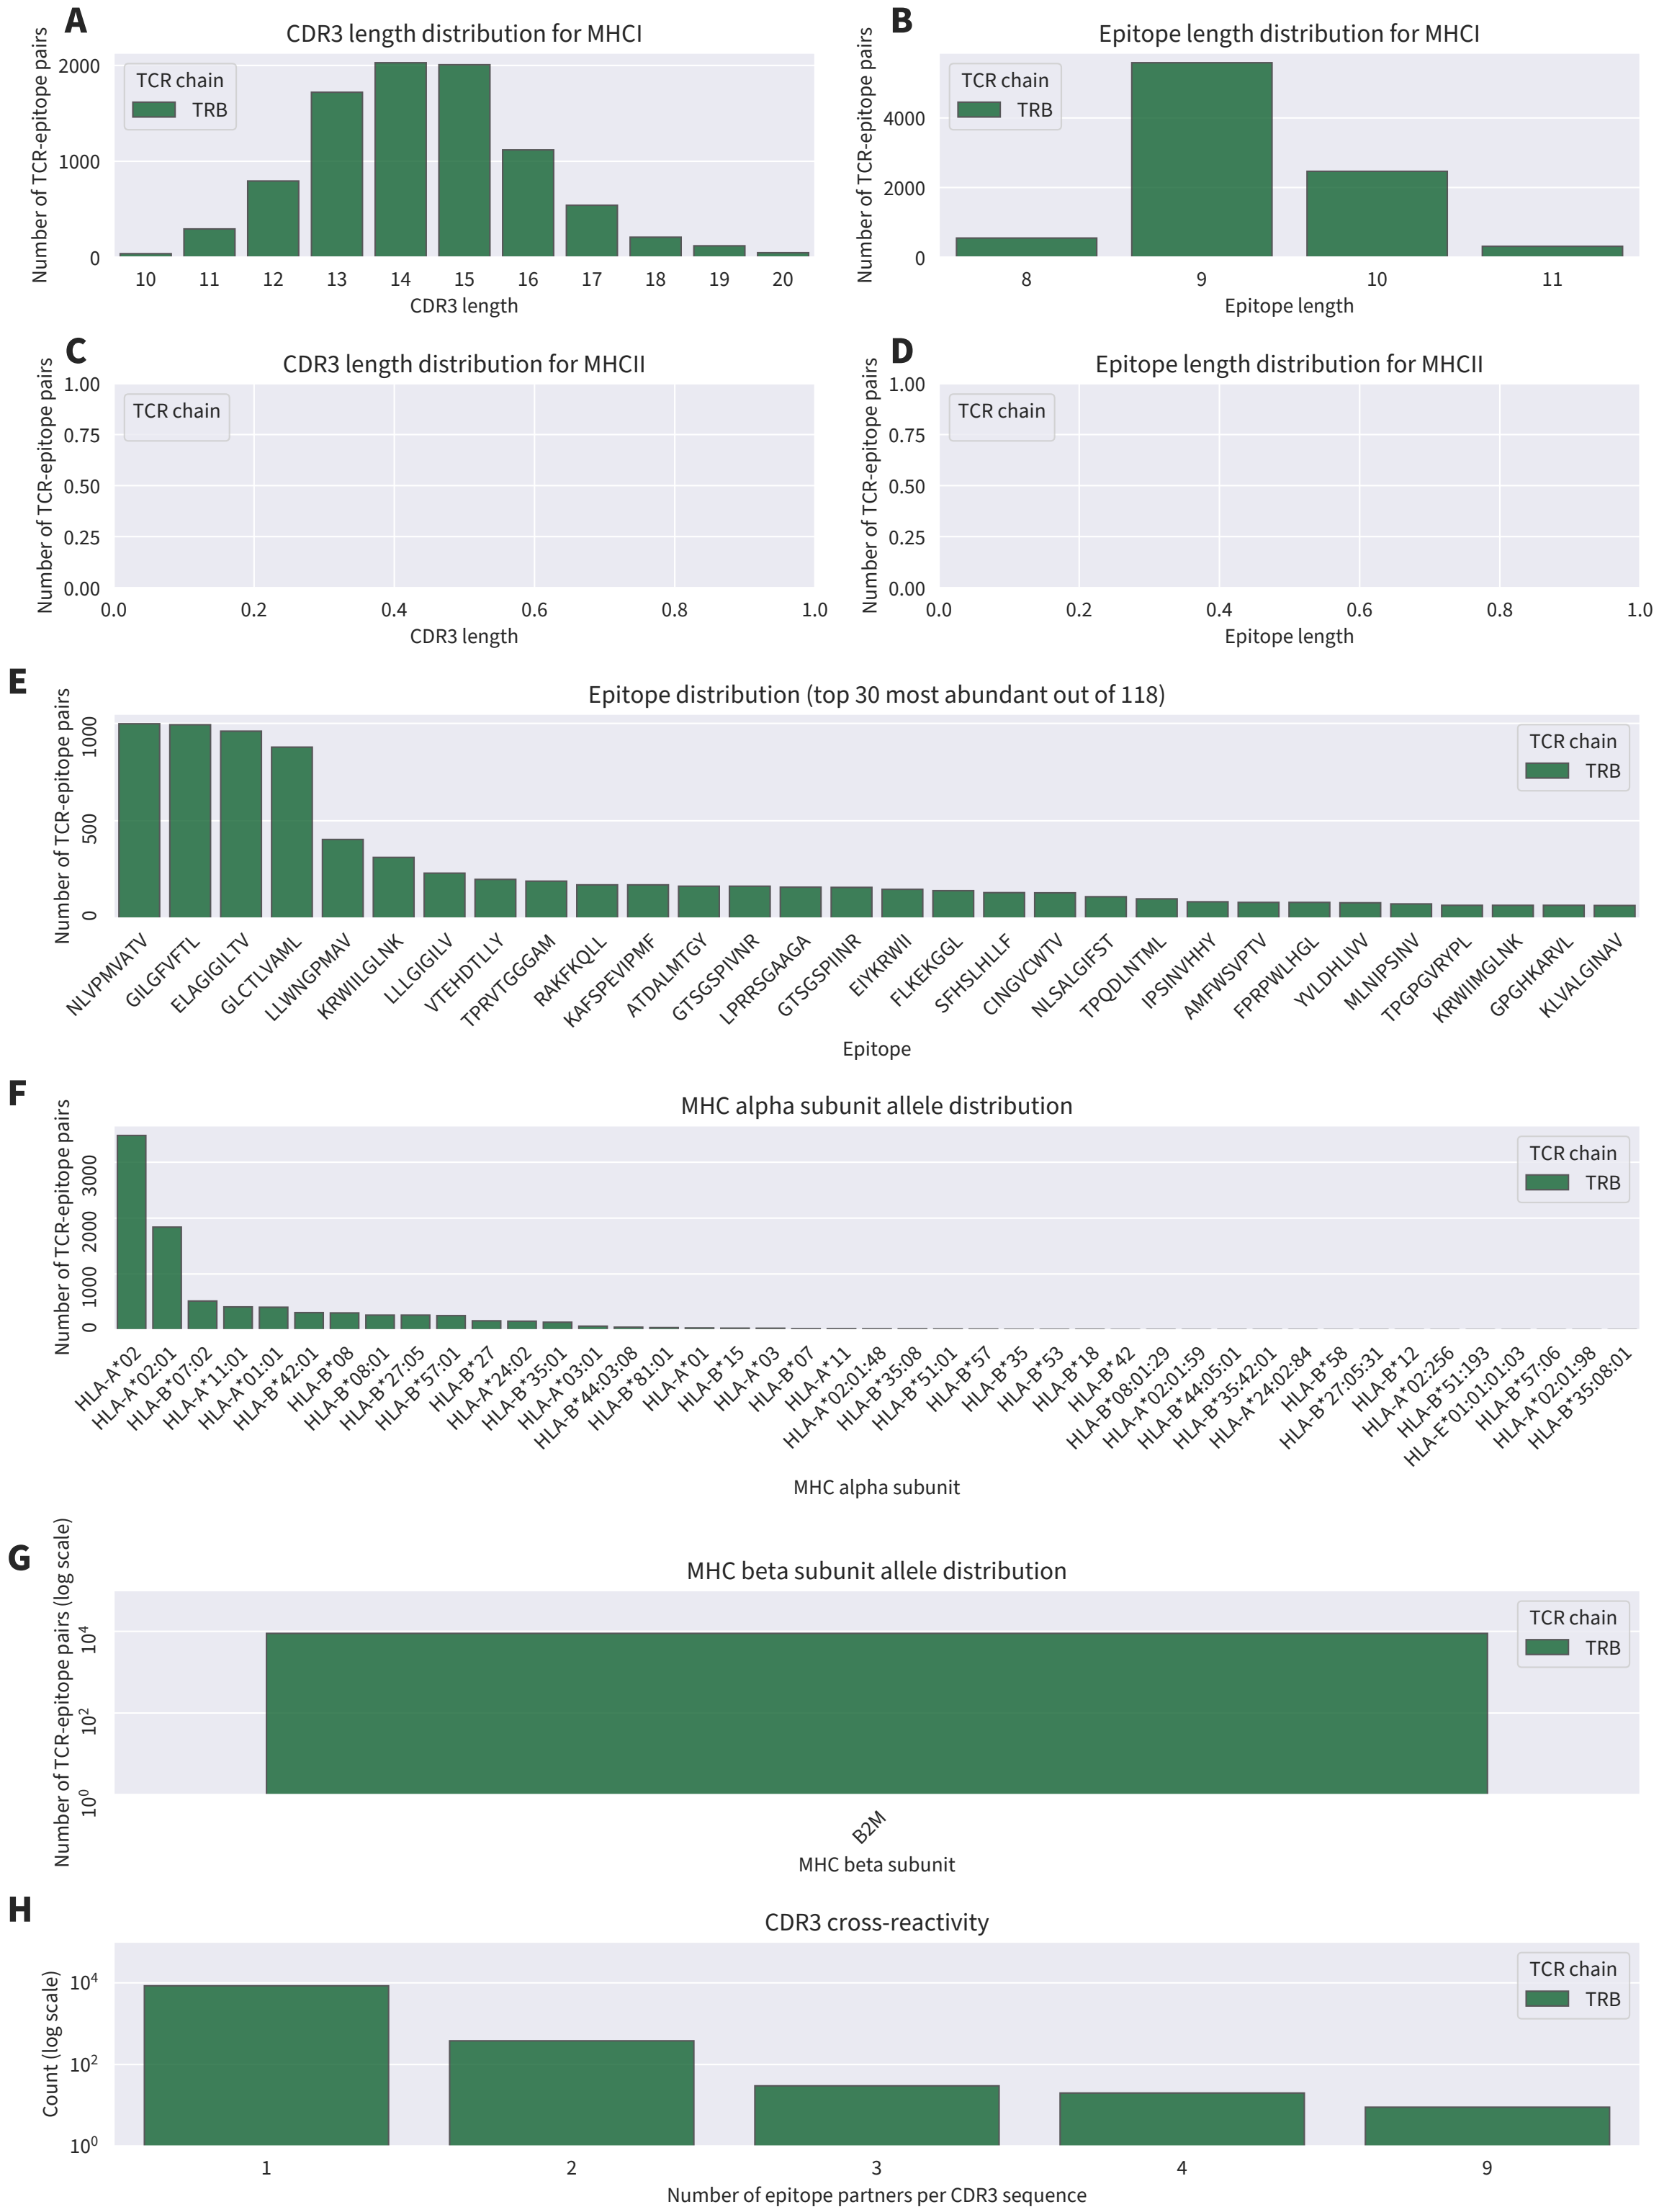 A
CDR3 length distribution for MHCI
Number of TCR-epitope pairs
2000
1000
0
TCR chain
TRB
10 11 12 13 14 15 16 17 18 19 20
CDR3 length
B
Epitope length distribution for MHCI
Number of TCR-epitope pairs
4000
2000
0
TCR chain
TRB
8 9 10 11
Epitope length
C
CDR3 length distribution for MHCII
Number of TCR-epitope pairs
1.00
0.75
0.50
0.25
0.00
TCR chain
0.0 0.2 0.4 0.6 0.8 1.0
CDR3 length
D
Epitope length distribution for MHCII
Number of TCR-epitope pairs
1.00
0.75
0.50
0.25
0.00
TCR chain
0.0 0.2 0.4 0.6 0.8 1.0
Epitope length
E
Epitope distribution (top 30 most abundant out of 118)
Number of TCR-epitope pairs
1000
500
0
TCR chain
TRB
NLVPMVATV
GILGFVFTL
ELAGIGILTV
GLCTLVAML
LLWNGPMAV
KRWIILGLNK
LLLGIGILV
VTEHDTLLY
TPRVTGGGAM
RAKFKQLL
KAFSPEVIPMF
ATDALMTGY
GTSGSPIVNR
LPRRSGAAGA
GTSGSPIINR
EIYKRWII
FLKEKGGL
SFHSLHLLF
CINGVCWTV
NLSALGIFST
TPQDLNTML
IPSINVHHY
AMFWSVPTV
FPRPWLHGL
YVLDHLIVV
MLNIPSINV
TPGPGVRYPL
KRWIIMGLNK
GPGHKARVL
KLVALGINAV
Epitope
F
MHC alpha subunit allele distribution
Number of TCR-epitope pairs
3000
2000
1000
0
TCR chain
TRB
HLA-A*02
HLA-A*02:01
HLA-B*07:02
HLA-A*11:01
HLA-A*01:01
HLA-B*42:01
HLA-B*08
HLA-B*08:01
HLA-B*27:05
HLA-B*57:01
HLA-B*27
HLA-A*24:02
HLA-B*35:01
HLA-A*03:01
HLA-B*44:03:08
HLA-B*81:01
HLA-A*01
HLA-B*15
HLA-A*03
HLA-B*07
HLA-A*11
HLA-A*02:01:48
HLA-B*35:08
HLA-B*51:01
HLA-B*57
HLA-B*35
HLA-B*53
HLA-B*18
HLA-B*42
HLA-B*08:01:29
HLA-A*02:01:59
HLA-B*44:05:01
HLA-B*35:42:01
HLA-A*24:02:84
HLA-B*58
HLA-B*27:05:31
HLA-B*12
HLA-A*02:256
HLA-B*51:193
HLA-E*01:01:01:03
HLA-B*57:06
HLA-A*02:01:98
HLA-B*35:08:01
MHC alpha subunit
G
MHC beta subunit allele distribution
Number of TCR-epitope pairs (log scale)
10⁴
10²
10⁰
TCR chain
TRB
B2M
MHC beta subunit
H
CDR3 cross-reactivity
Count (log scale)
10⁴
10²
10⁰
TCR chain
TRB
1 2 3 4 9
Number of epitope partners per CDR3 sequence